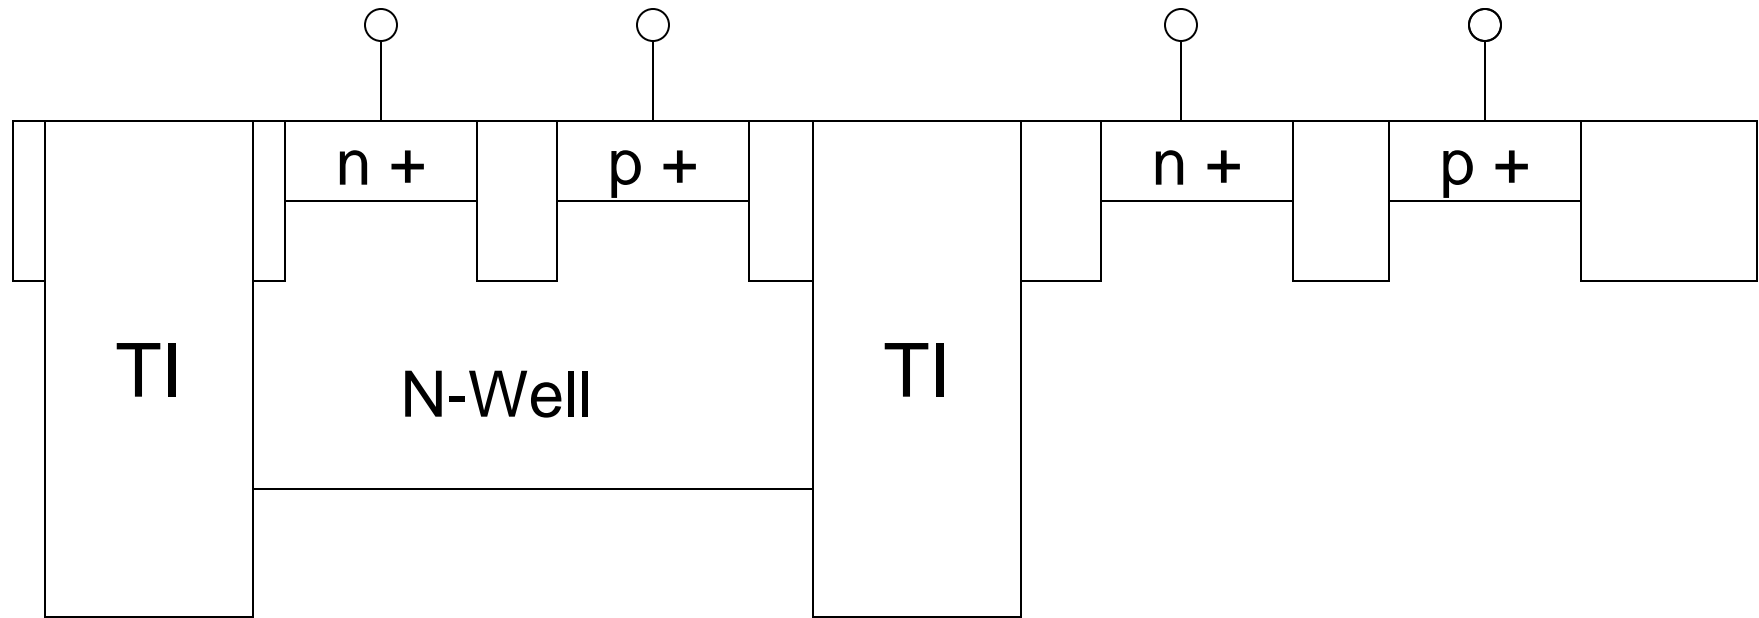 n +
p +
n +
p +
TI
N-Well
TI